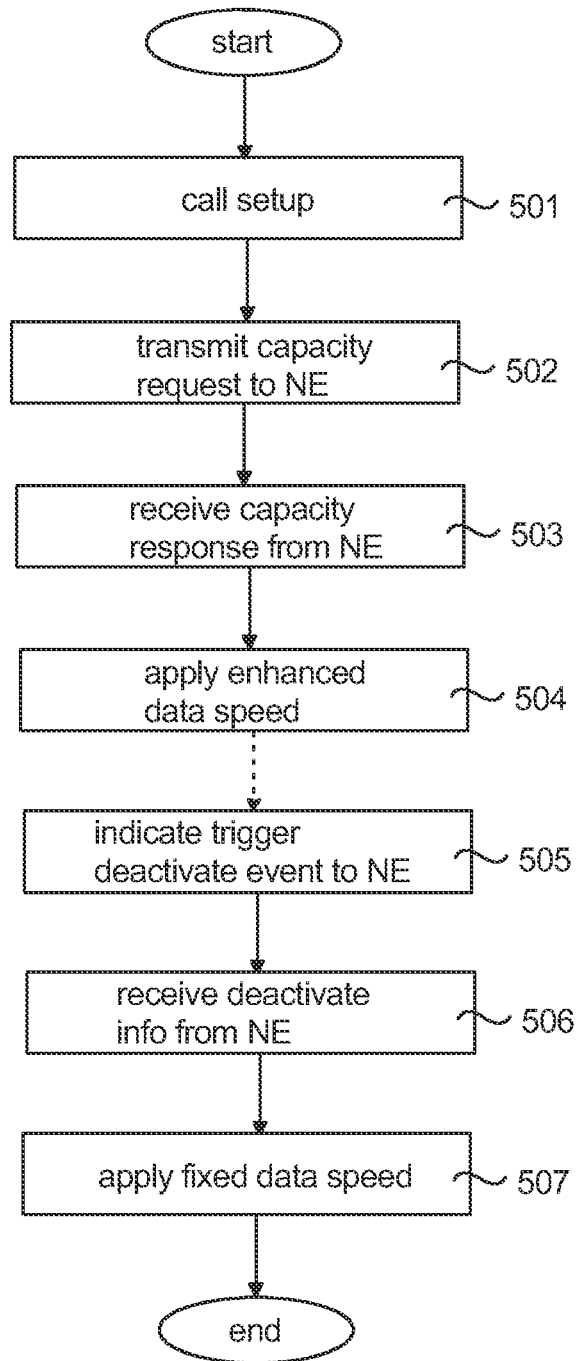 start
call setup
501
transmit capacity
request to NE
502
receive capacity
response from NE
503
apply enhanced
data speed
504
indicate trigger
deactivate event to NE
505
receive deactivate
info from NE
506
apply fixed data speed
507
end